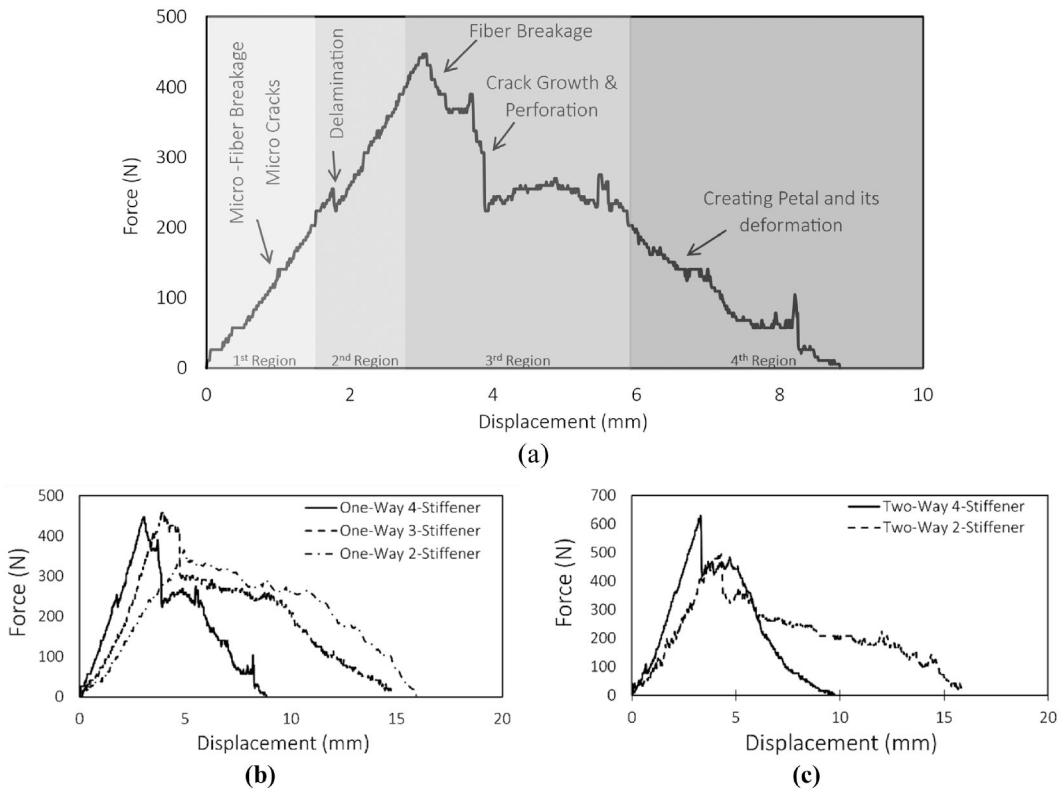 500
400
300
200
100
0
Force (N)
Micro -Fiber Breakage
Micro Cracks
Delamination
Fiber Breakage
Crack Growth &
Perforation
Creating Petal and its
deformation
1st Region
2nd Region
3rd Region
4th Region
0 2 4 6 8 10
Displacement (mm)
(a)
500
400
300
200
100
0
Force (N)
One-Way 4-Stiffener
One-Way 3-Stiffener
One-Way 2-Stiffener
0 5 10 15 20
Displacement (mm)
(b)
700
600
500
400
300
200
100
0
Force (N)
Two-Way 4-Stiffener
Two-Way 2-Stiffener
0 5 10 15 20
Displacement (mm)
(c)